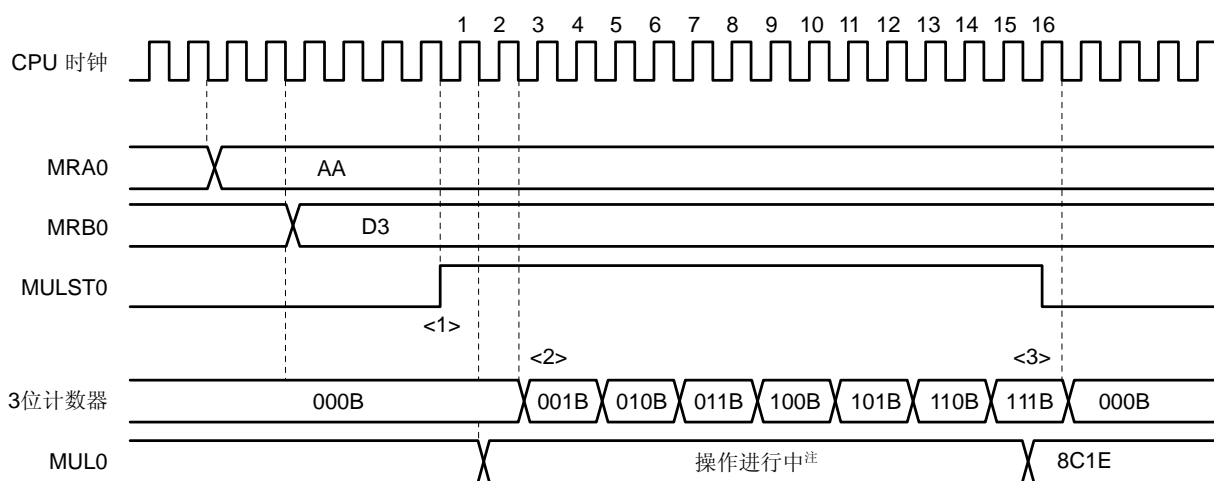 1 2 3 4 5 6 7 8 9 10 11 12 13 14 15 16
CPU 时钟
MRA0 AA
MRB0 D3
MULST0
<1>
<2> <3>
3位计数器 000B 001B 010B 011B 100B 101B 110B 111B 000B
MUL0 操作进行中注 8C1E